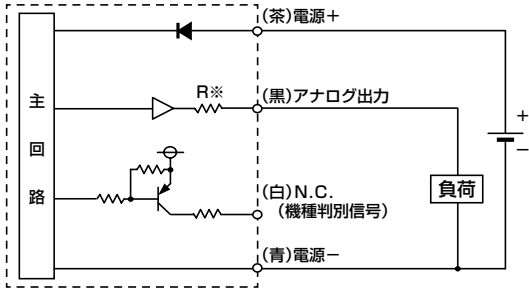 (茶)電源+
R※
(黒)アナログ出力
主回路
+
−
(白)N.C.
(機種判別信号)
負荷
(青)電源−